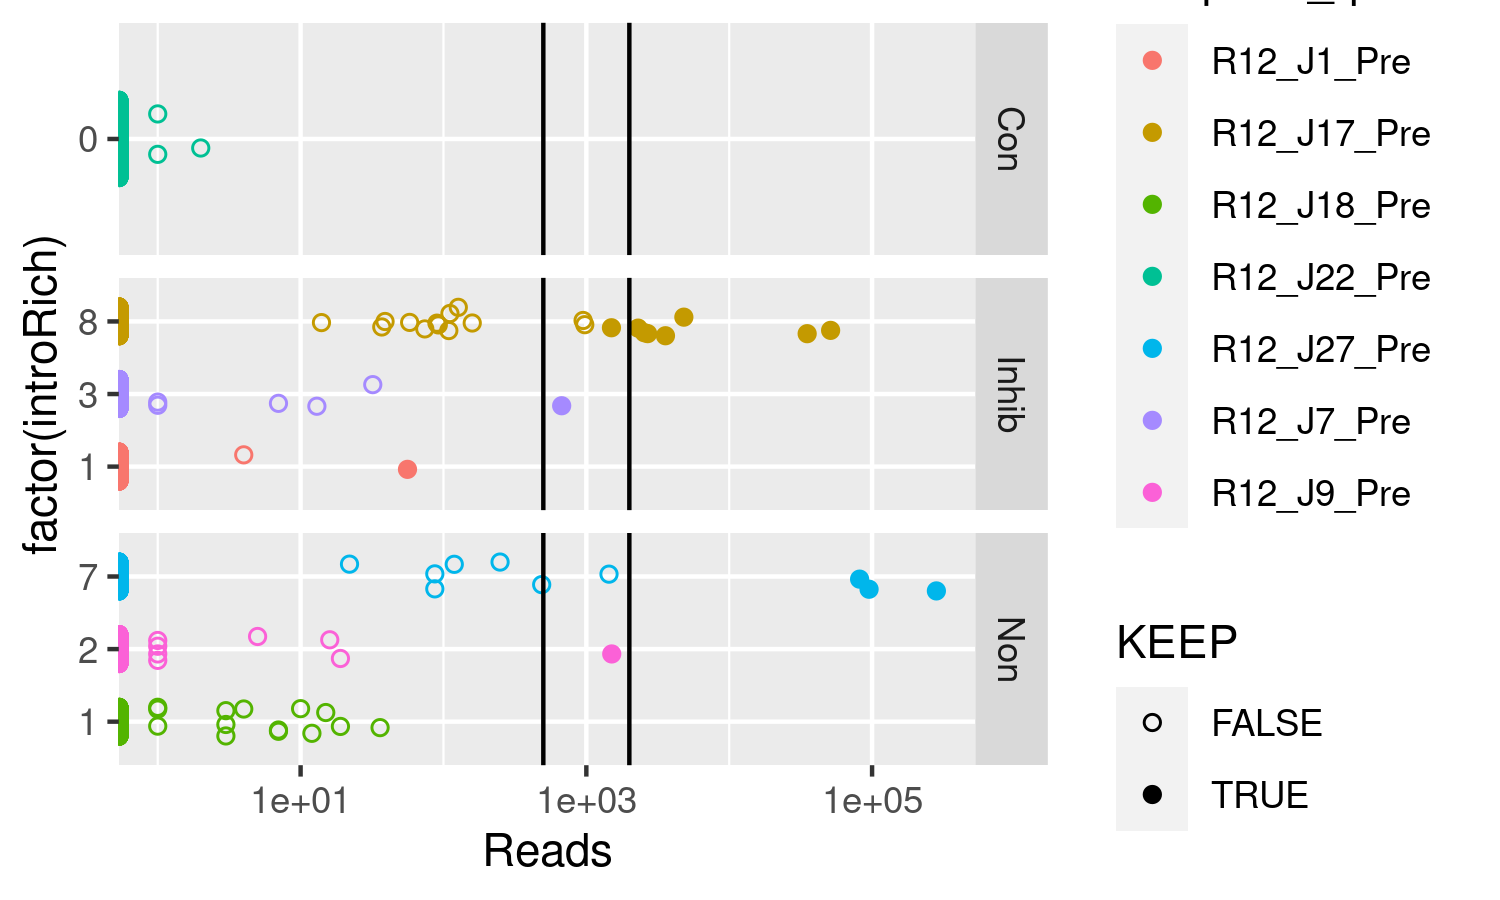 factor(introRich)
0
Con
8
3
1
Inhib
7
2
1
Non
1e+01
1e+03
1e+05
Reads
R12_J1_Pre
R12_J17_Pre
R12_J18_Pre
R12_J22_Pre
R12_J27_Pre
R12_J7_Pre
R12_J9_Pre
KEEP
FALSE
TRUE